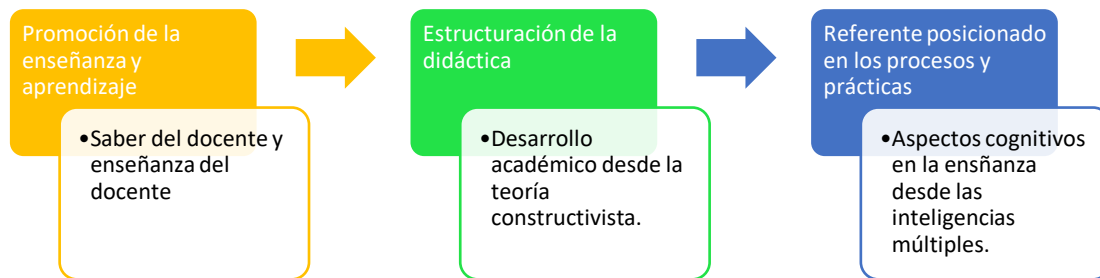 Promoción de la
enseñanza y
aprendizaje
•Saber del docente y
enseñanza del
docente
Estructuración de la
didáctica
•Desarrollo
académico desde la
teoría
constructivista.
Referente posicionado
en los procesos y
prácticas
•Aspectos cognitivos
en la ensñanza
desde las
inteligencias
múltiples.